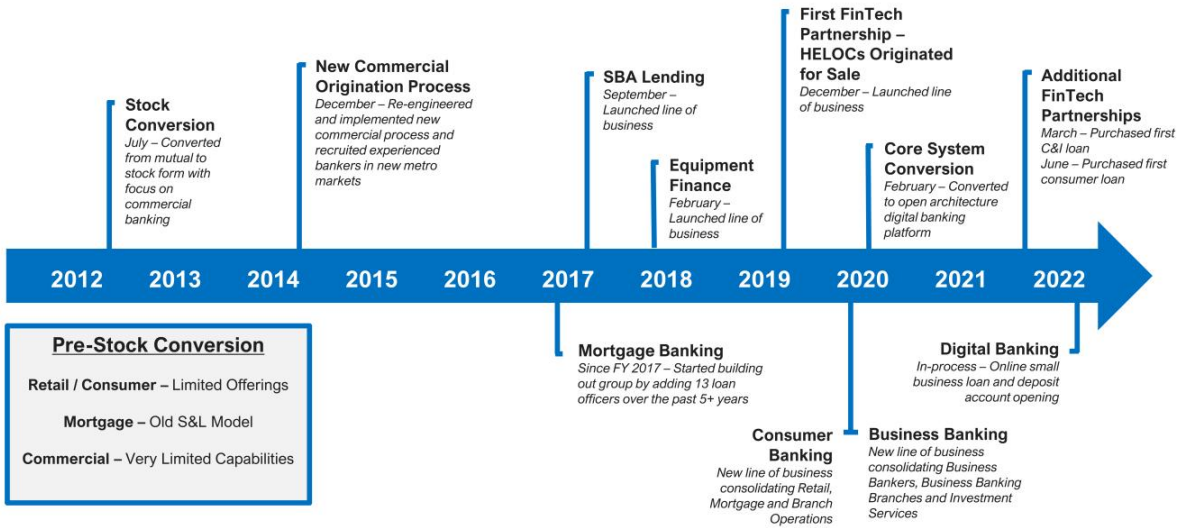 Stock
Conversion
July – Converted
from mutual to
stock form with
focus on
commercial
banking
New Commercial
Origination Process
December – Re-engineered
and implemented new
commercial process and
recruited experienced
bankers in new metro
markets
SBA Lending
September –
Launched line of
business
Equipment
Finance
February –
Launched line of
business
First FinTech
Partnership –
HELOCs Originated
for Sale
December – Launched line
of business
Core System
Conversion
February – Converted
to open architecture
digital banking
platform
Additional
FinTech
Partnerships
March – Purchased first
C&I loan
June – Purchased first
consumer loan
2012 2013 2014 2015 2016 2017 2018 2019 2020 2021 2022
Pre-Stock Conversion
Retail / Consumer – Limited Offerings
Mortgage – Old S&L Model
Commercial – Very Limited Capabilities
Mortgage Banking
Since FY 2017 – Started building
out group by adding 13 loan
officers over the past 5+ years
Consumer
Banking
New line of business
consolidating Retail,
Mortgage and Branch
Operations
Business Banking
New line of business
consolidating Business
Bankers, Business Banking
Branches and Investment
Services
Digital Banking
In-process – Online small
business loan and deposit
account opening